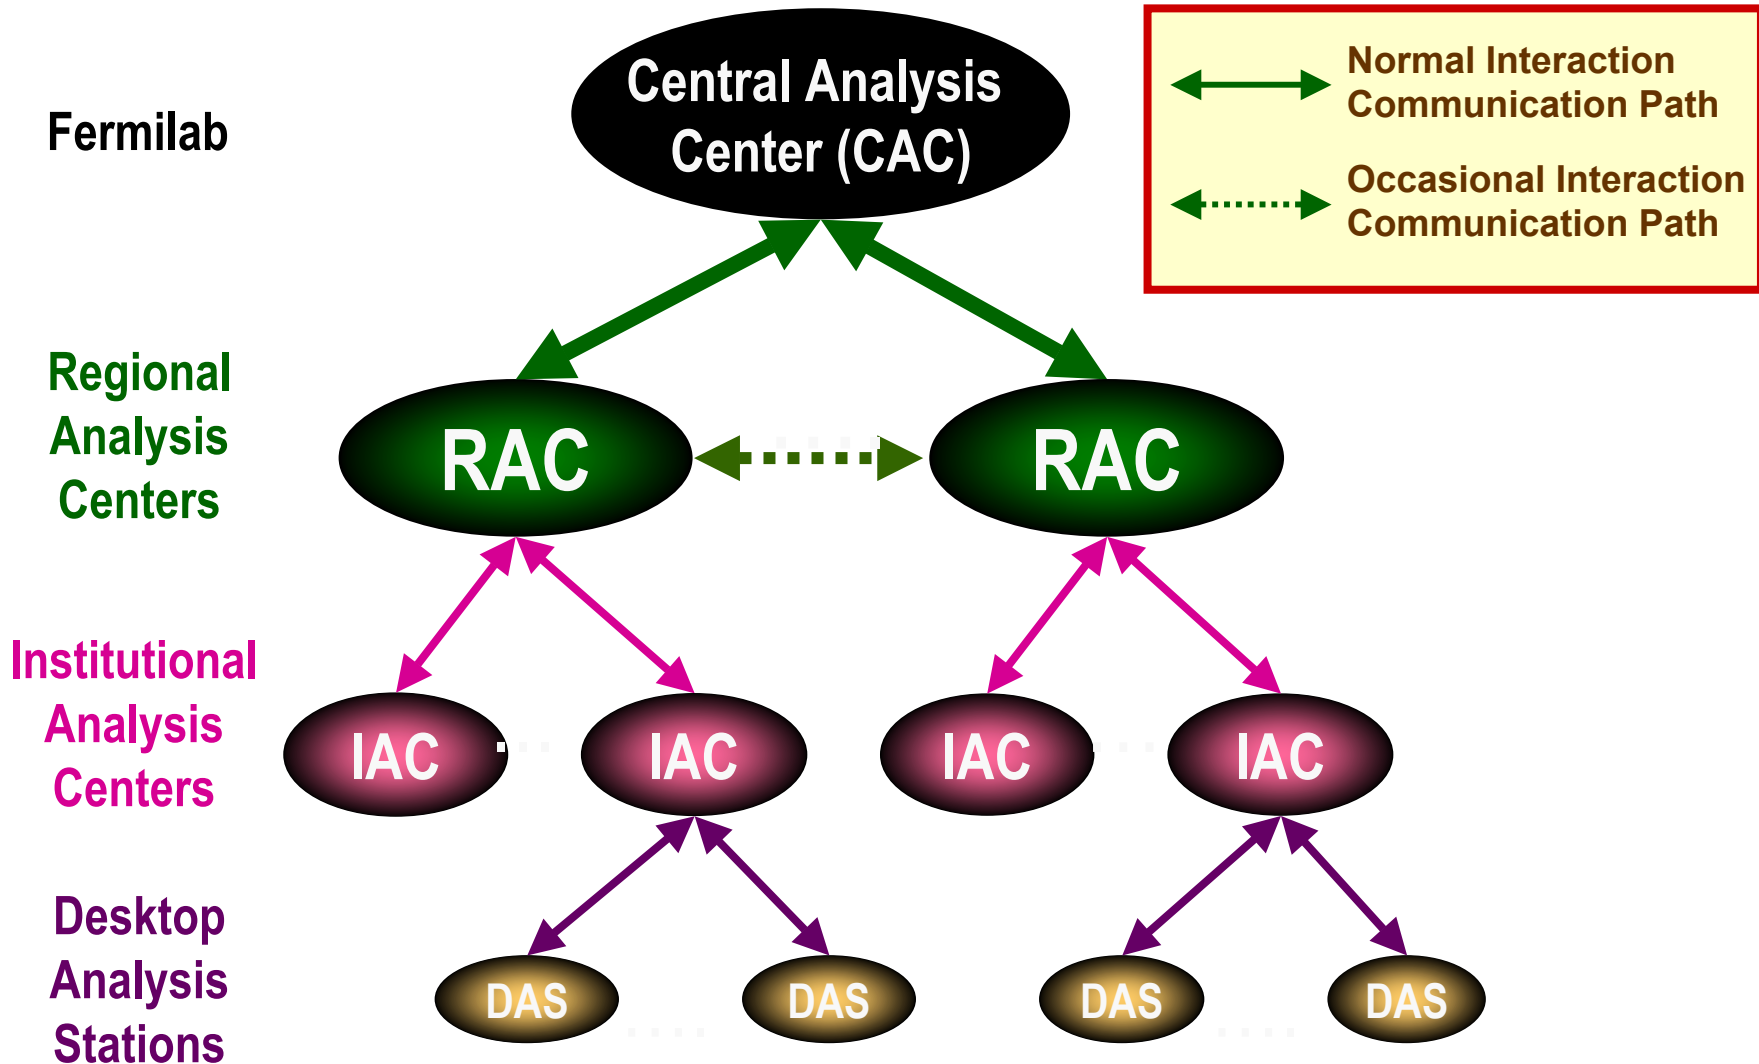 Central Analysis
Center (CAC)
Normal Interaction
Communication Path
Occasional Interaction
Communication Path
Fermilab
Regional
Analysis
Centers
RAC
RAC
Institutional
Analysis
Centers
IAC
IAC
IAC
IAC
Desktop
Analysis
Stations
DAS
DAS
DAS
DAS